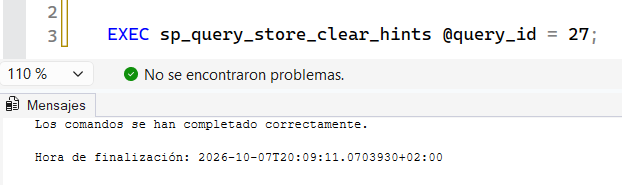 2
3 EXEC sp_query_store_clear_hints @query_id = 27;
110 % No se encontraron problemas.
Mensajes
Los comandos se han completado correctamente.
Hora de finalización: 2026-10-07T20:09:11.0703930+02:00